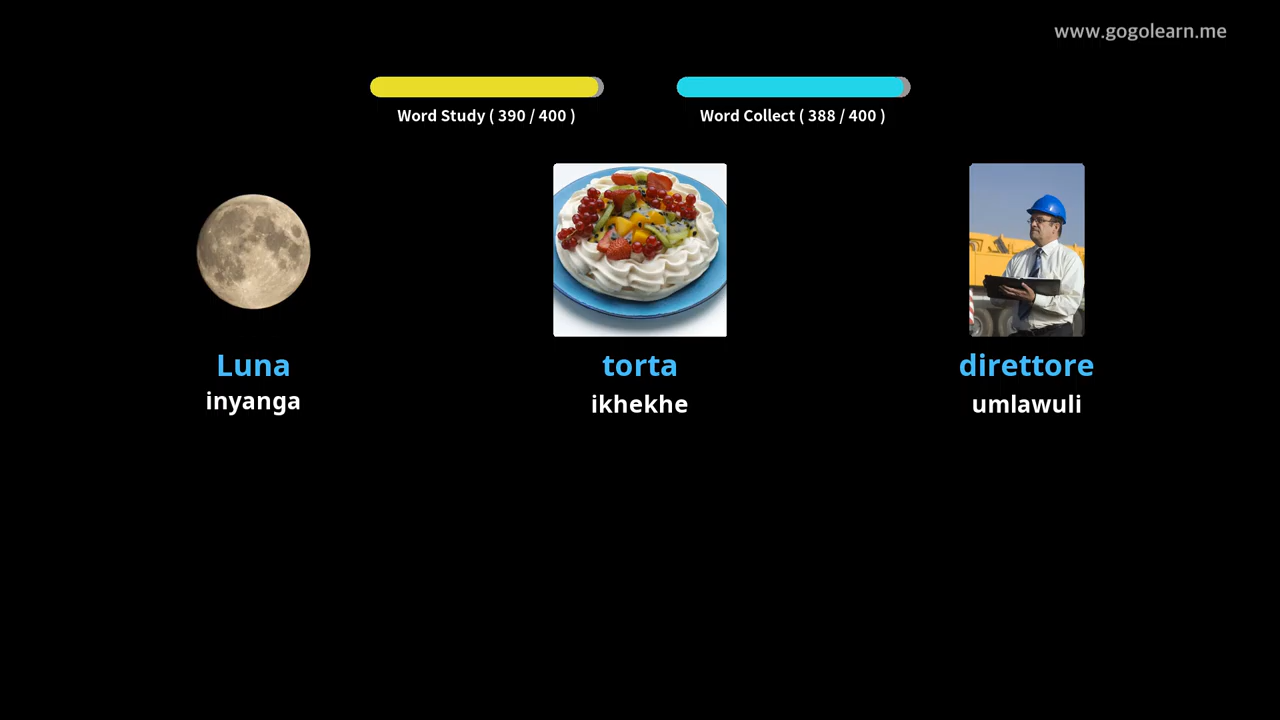 www.gogolearn.me
Word Study ( 390 / 400 )
Word Collect ( 388 / 400 )
Luna
inyanga
torta
ikhekhe
direttore
umlawuli